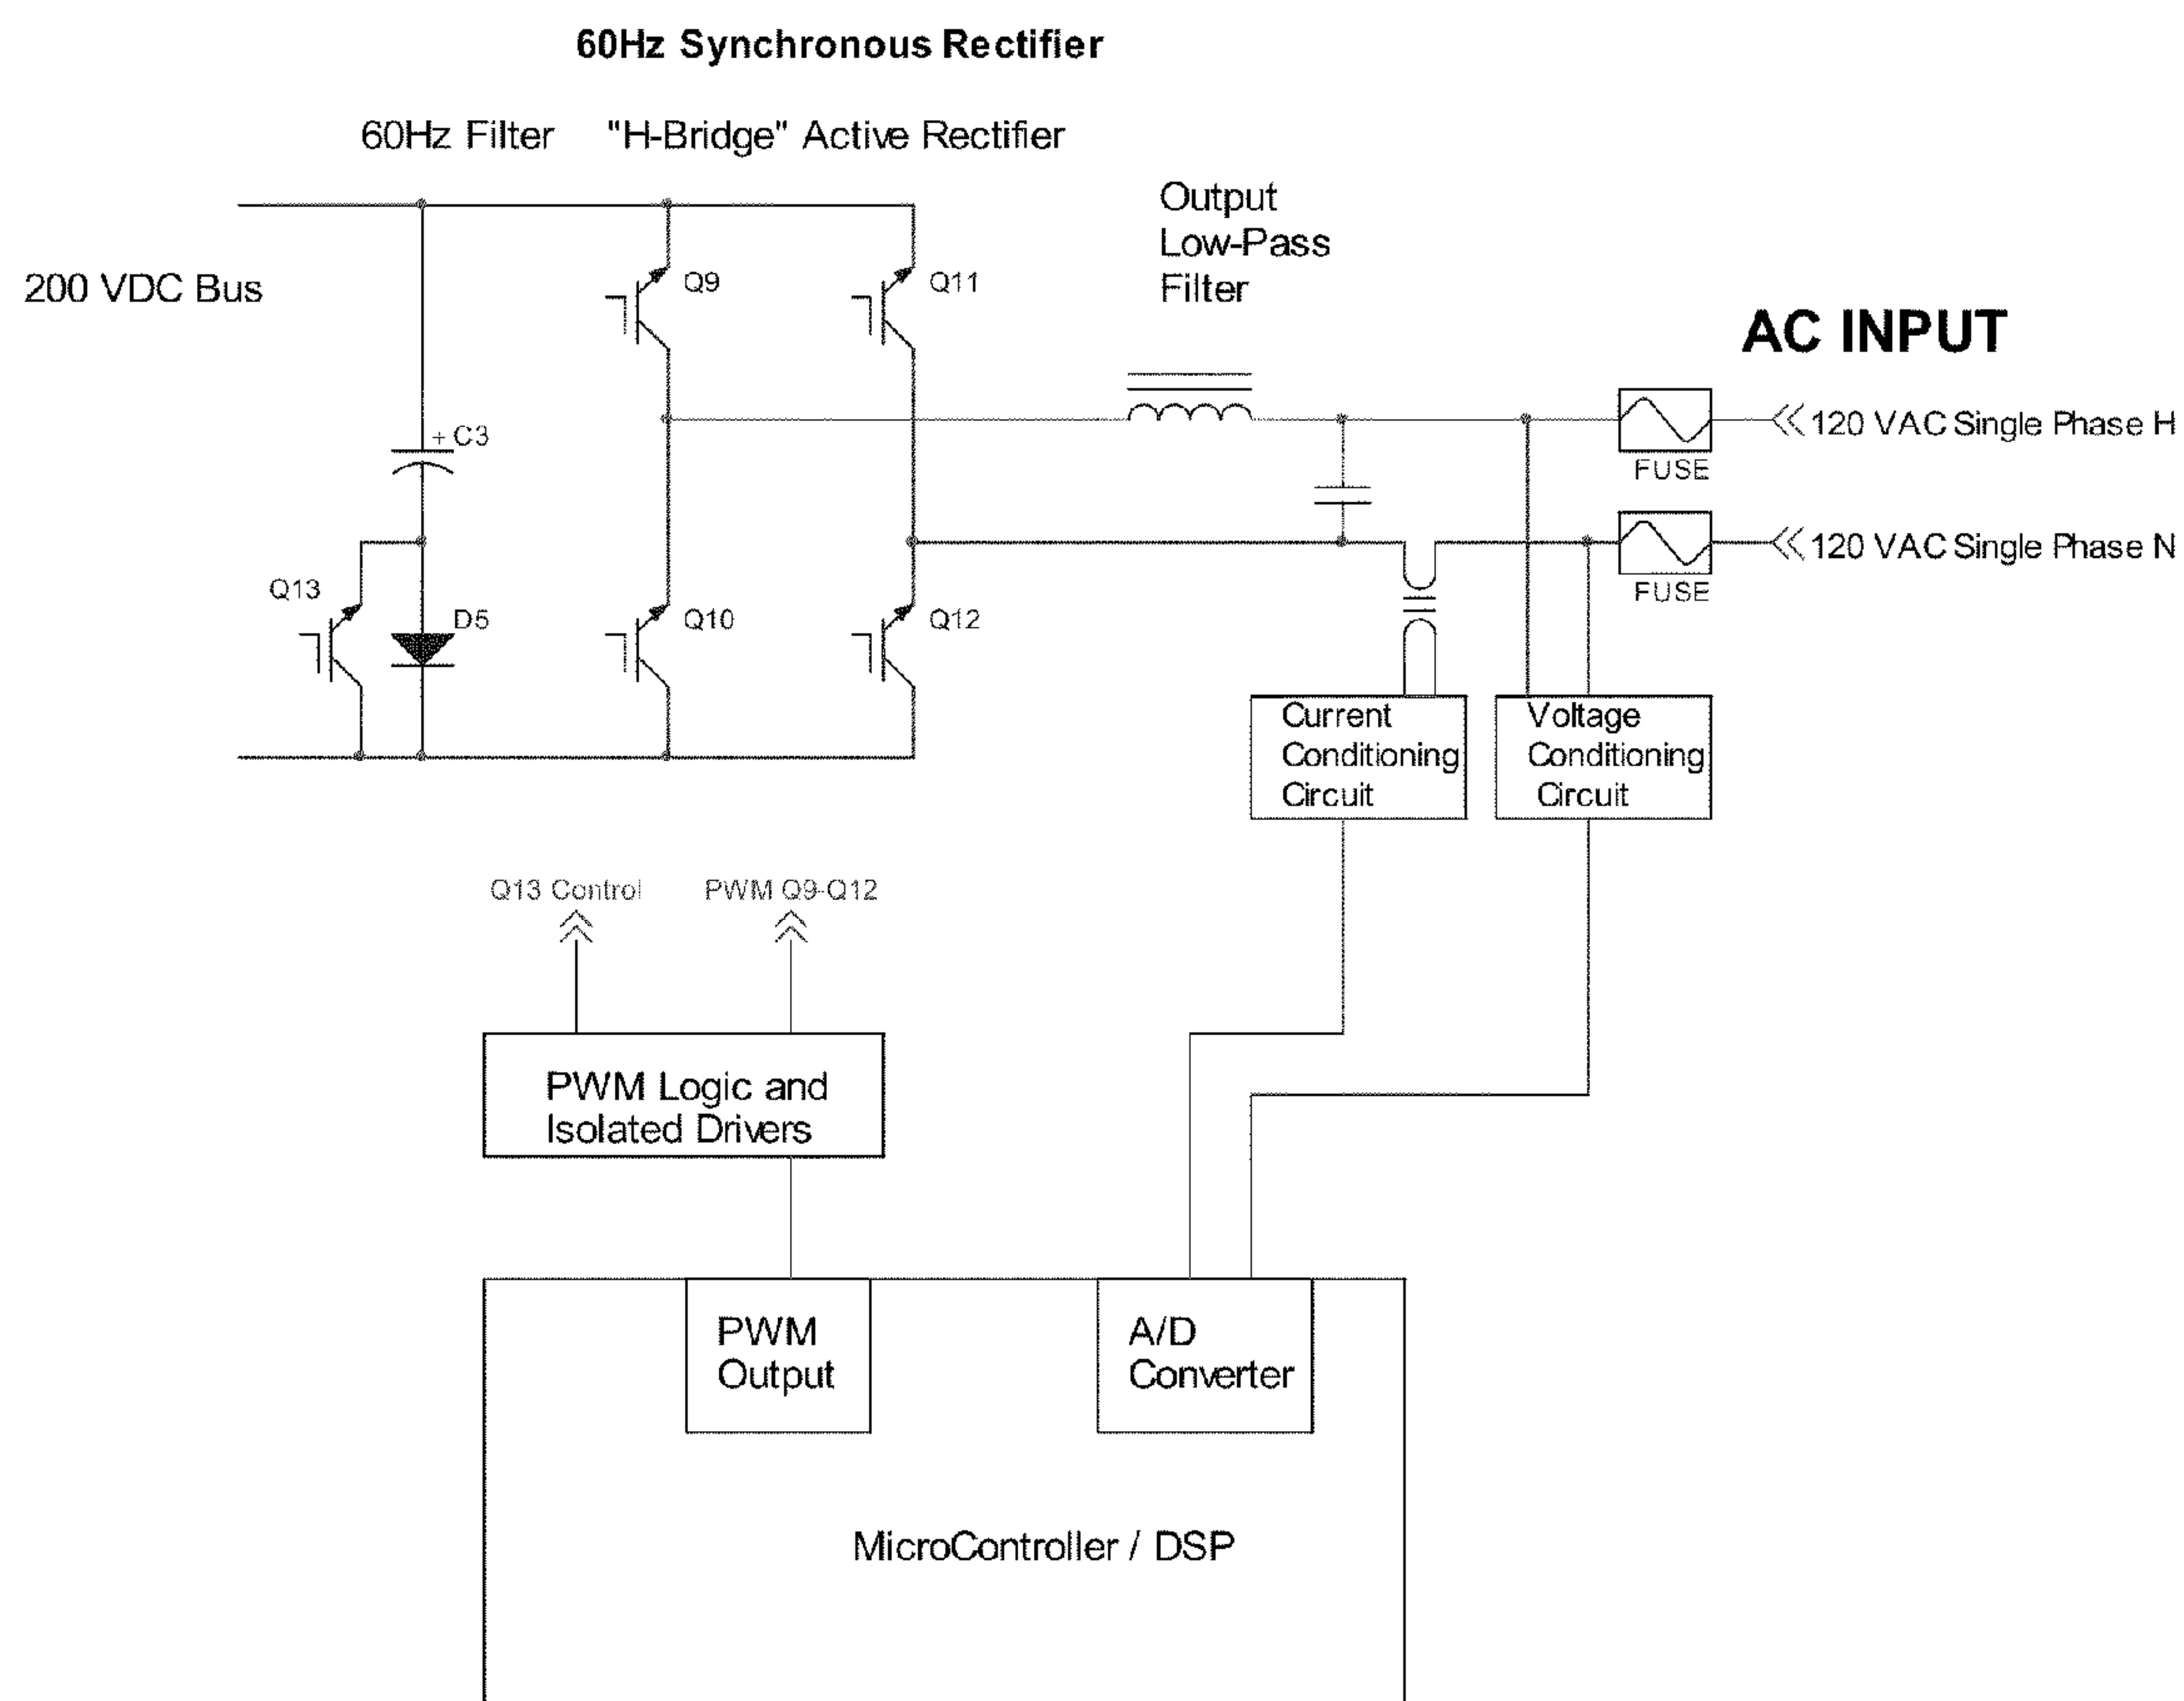 60Hz Synchronous Rectifier
60Hz Filter "H-Bridge" Active Rectifier
Output
Low-Pass
Filter
200 VDC Bus
Q9
Q11
AC INPUT
+ C3
120 VAC Single Phase H
FUSE
120 VAC Single Phase N
FUSE
Q13
D5
Q10
Q12
Current
Conditioning
Circuit
Voltage
Conditioning
Circuit
Q13 Control
PWM Q9-Q12
PWM Logic and
Isolated Drivers
PWM
Output
A/D
Converter
MicroController / DSP